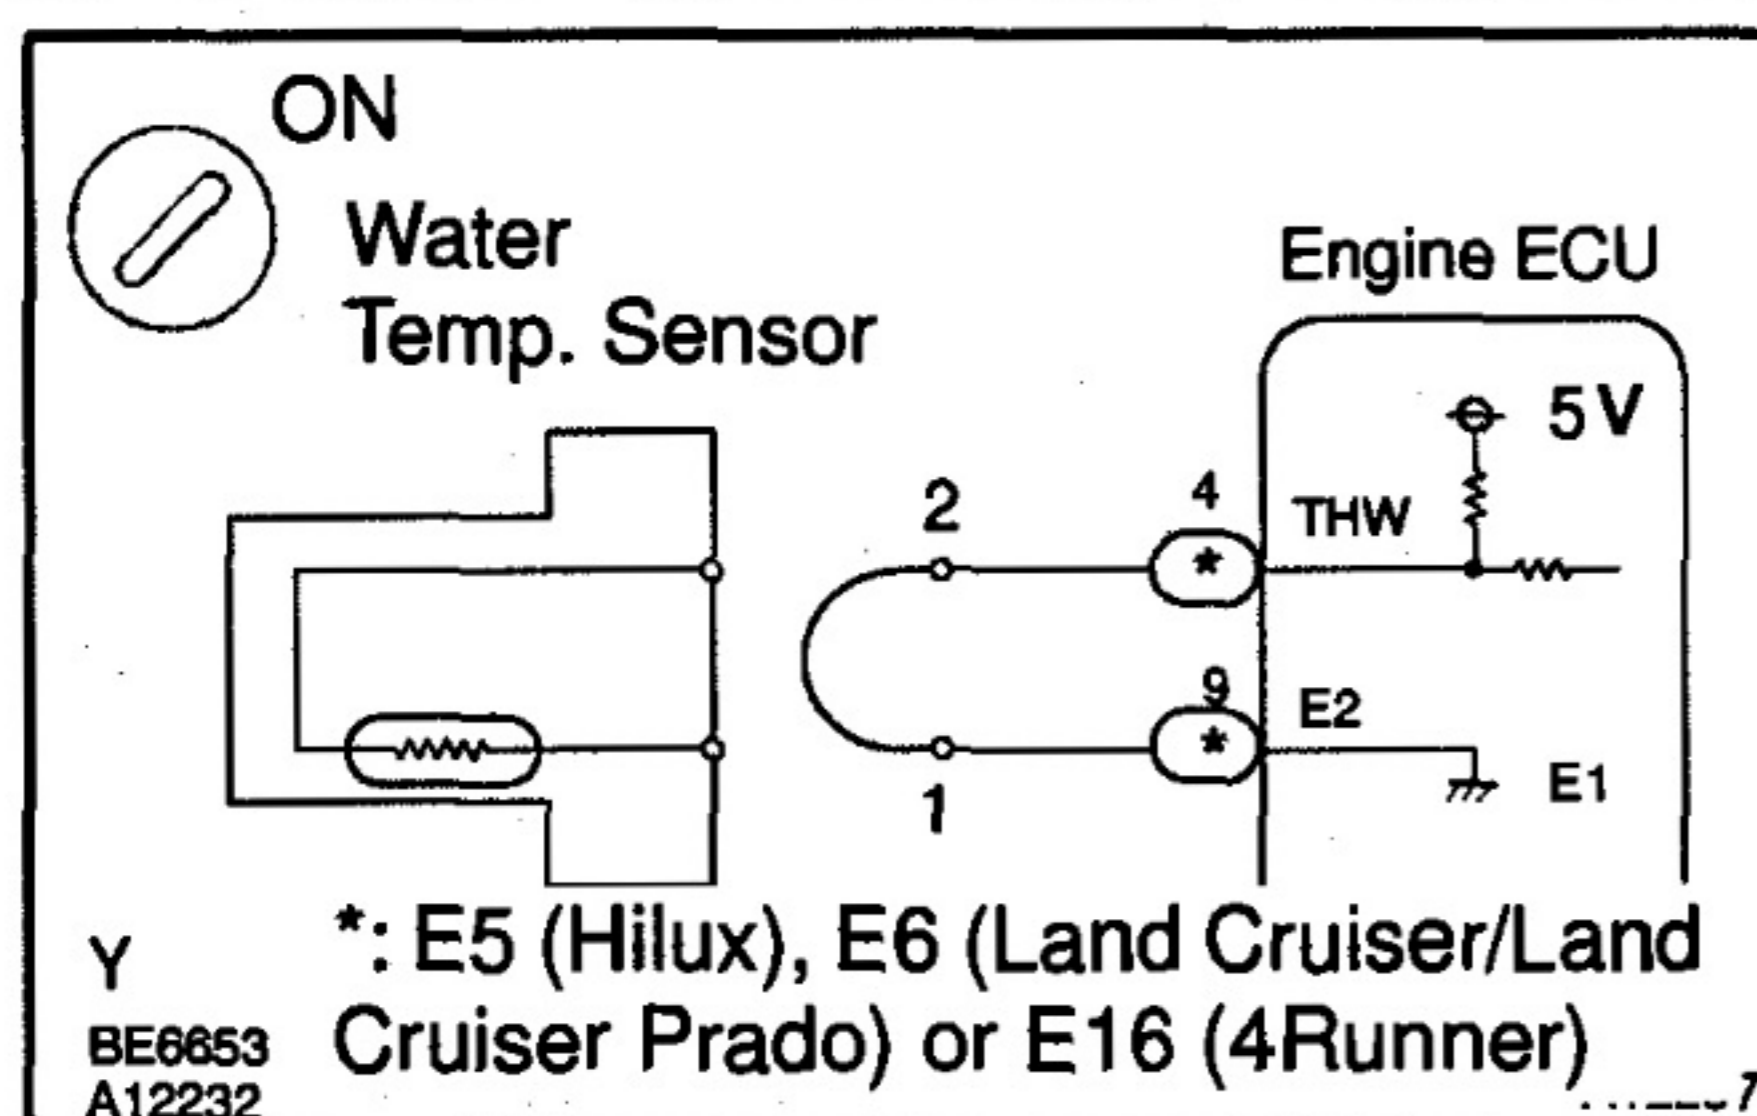 ON
Water
Temp. Sensor
Engine ECU
5 V
2
4
THW
*
9
E2
*
1
E1
*: E5 (Hilux), E6 (Land Cruiser/Land
Cruiser Prado) or E16 (4Runner)
Y
BE6653
A12232